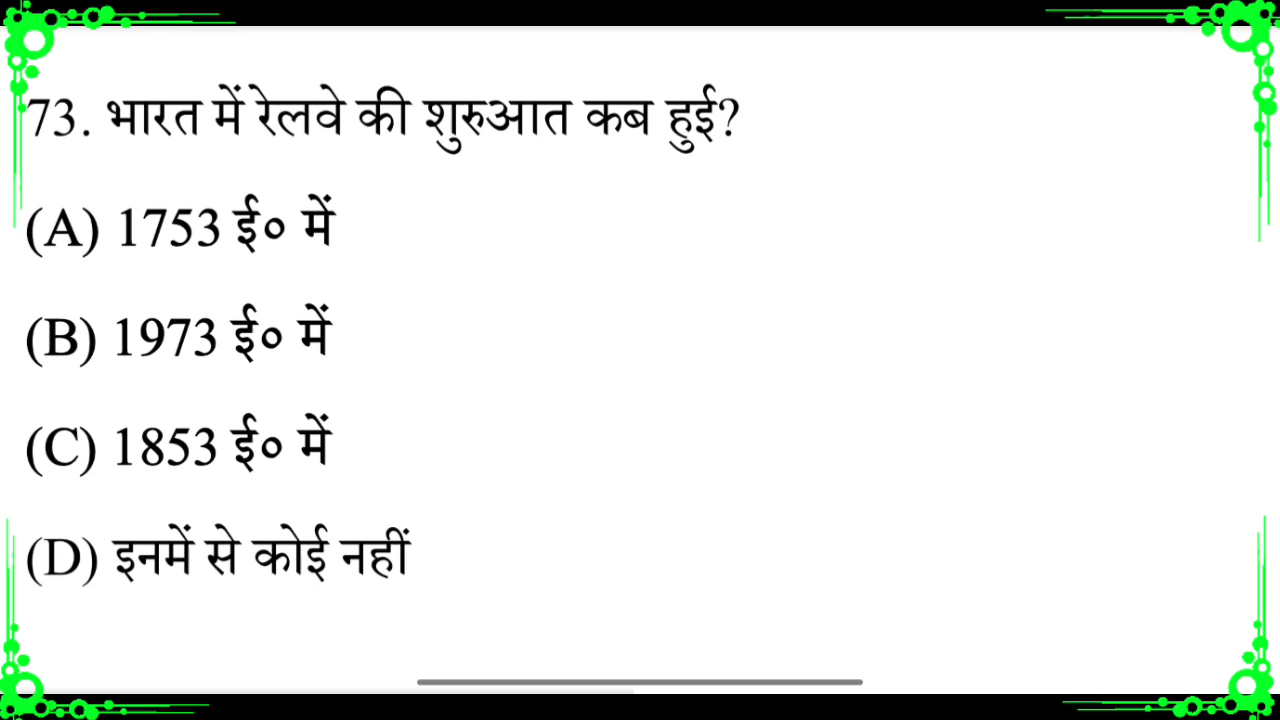 73. भारत में रेलवे की शुरुआत कब हुई?
(A) 1753 ई० में
(B) 1973 ई० में
(C) 1853 ई० में
(D) इनमें से कोई नहीं